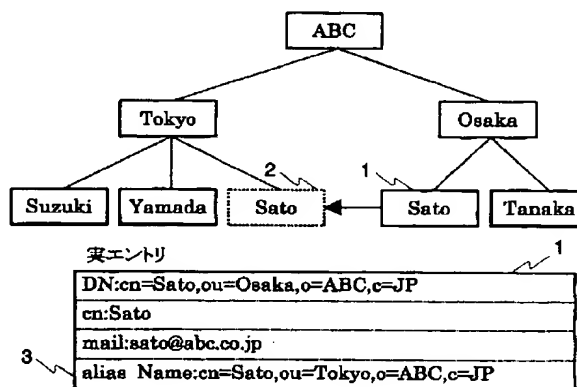 ABC
Tokyo
Osaka
2
1
Suzuki
Yamada
Sato
Sato
Tanaka
実エントリ
1
DN:cn=Sato,ou=Osaka,o=ABC,c=JP
cn:Sato
mail:sato@abc.co.jp
3
alias Name:cn=Sato,ou=Tokyo,o=ABC,c=JP